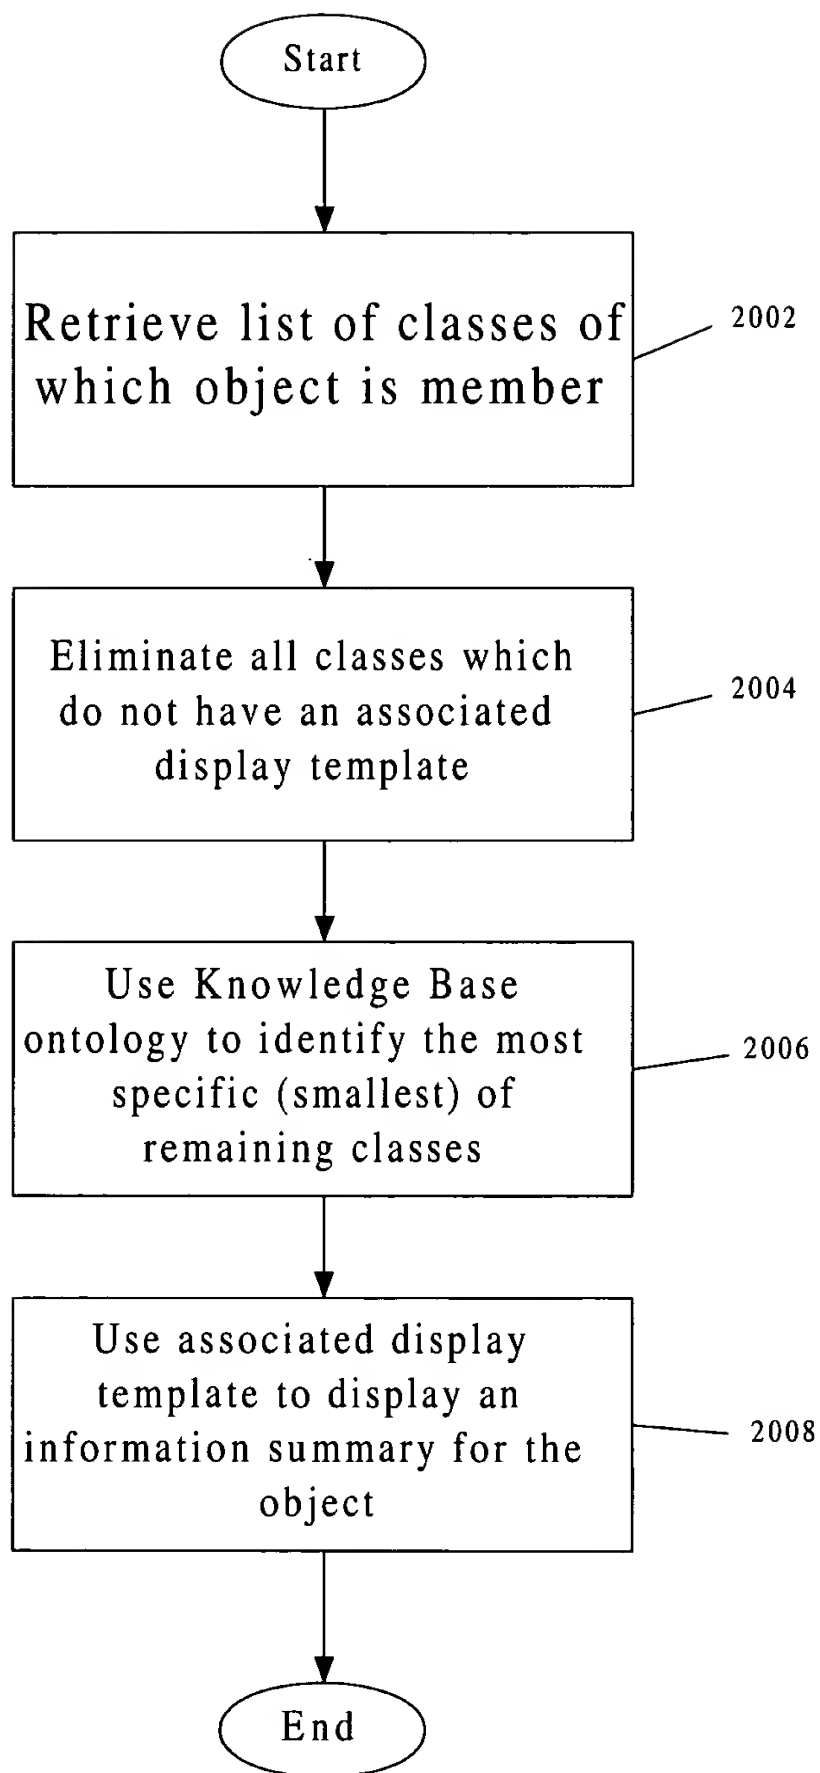 Start
Retrieve list of classes of
which object is member
2002
Eliminate all classes which
do not have an associated
display template
2004
Use Knowledge Base
ontology to identify the most
specific (smallest) of
remaining classes
2006
Use associated display
template to display an
information summary for the
object
2008
End